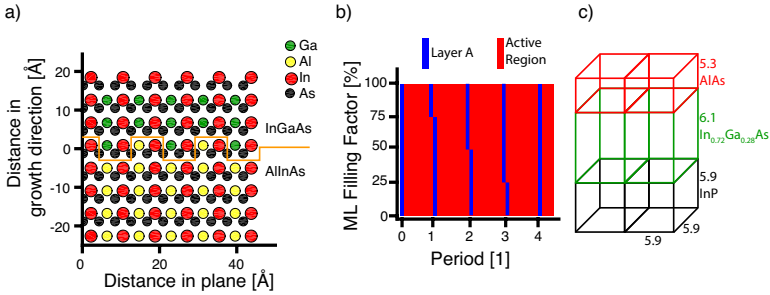 a)
Distance in
growth direction [Å]
20
10
0
-10
-20
0
20
40
Distance in plane [Å]
Ga
Al
In
As
InGaAs
AlInAs
b)
Layer A
Active
Region
ML Filling Factor [%]
100
75
50
25
0
0
1
2
3
4
Period [1]
c)
5.3
AlAs
6.1
In0.72Ga0.28As
5.9
InP
5.9
5.9